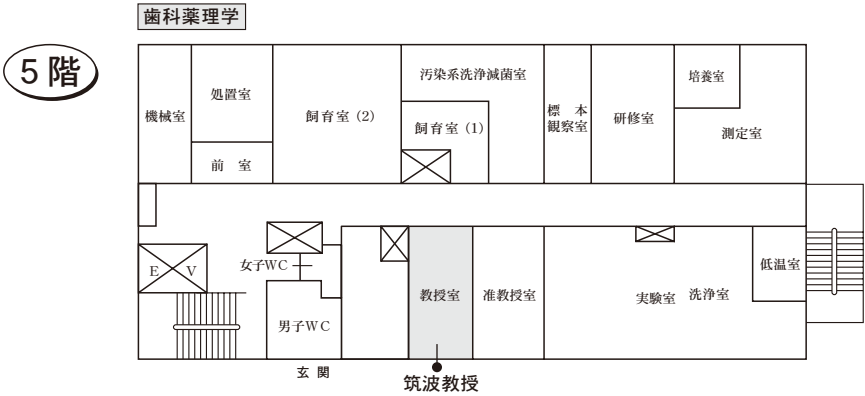 歯科薬理学
5階
機械室
処置室
前 室
飼育室（2）
汚染系洗浄滅菌室
飼育室（1）
標 本
観察室
研修室
培養室
測定室
E V
女子WC
男子WC
教授室
准教授室
実験室 洗浄室
低温室
玄 関
筑波教授